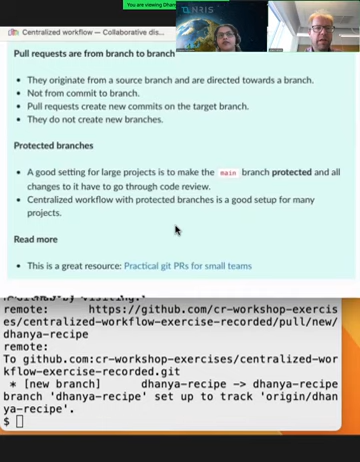 You are viewing Dhany
Centralized workflow — Collaborative dis...
Pull requests are from branch to branch
They originate from a source branch and are directed towards a branch.
Not from commit to branch.
Pull requests create new commits on the target branch.
They do not create new branches.
Protected branches
A good setting for large projects is to make the main branch protected and all
changes to it have to go through code review.
Centralized workflow with protected branches is a good setup for many
projects.
Read more
This is a great resource: Practical git PRs for small teams
remote: https://github.com/cr-workshop-exercis
es/centralized-workflow-exercise-recorded/pull/new/
dhanya-recipe
remote:
To github.com:cr-workshop-exercises/centralized-wor
kflow-exercise-recorded.git
* [new branch] dhanya-recipe -> dhanya-recipe
branch 'dhanya-recipe' set up to track 'origin/dhan
ya-recipe'.
$